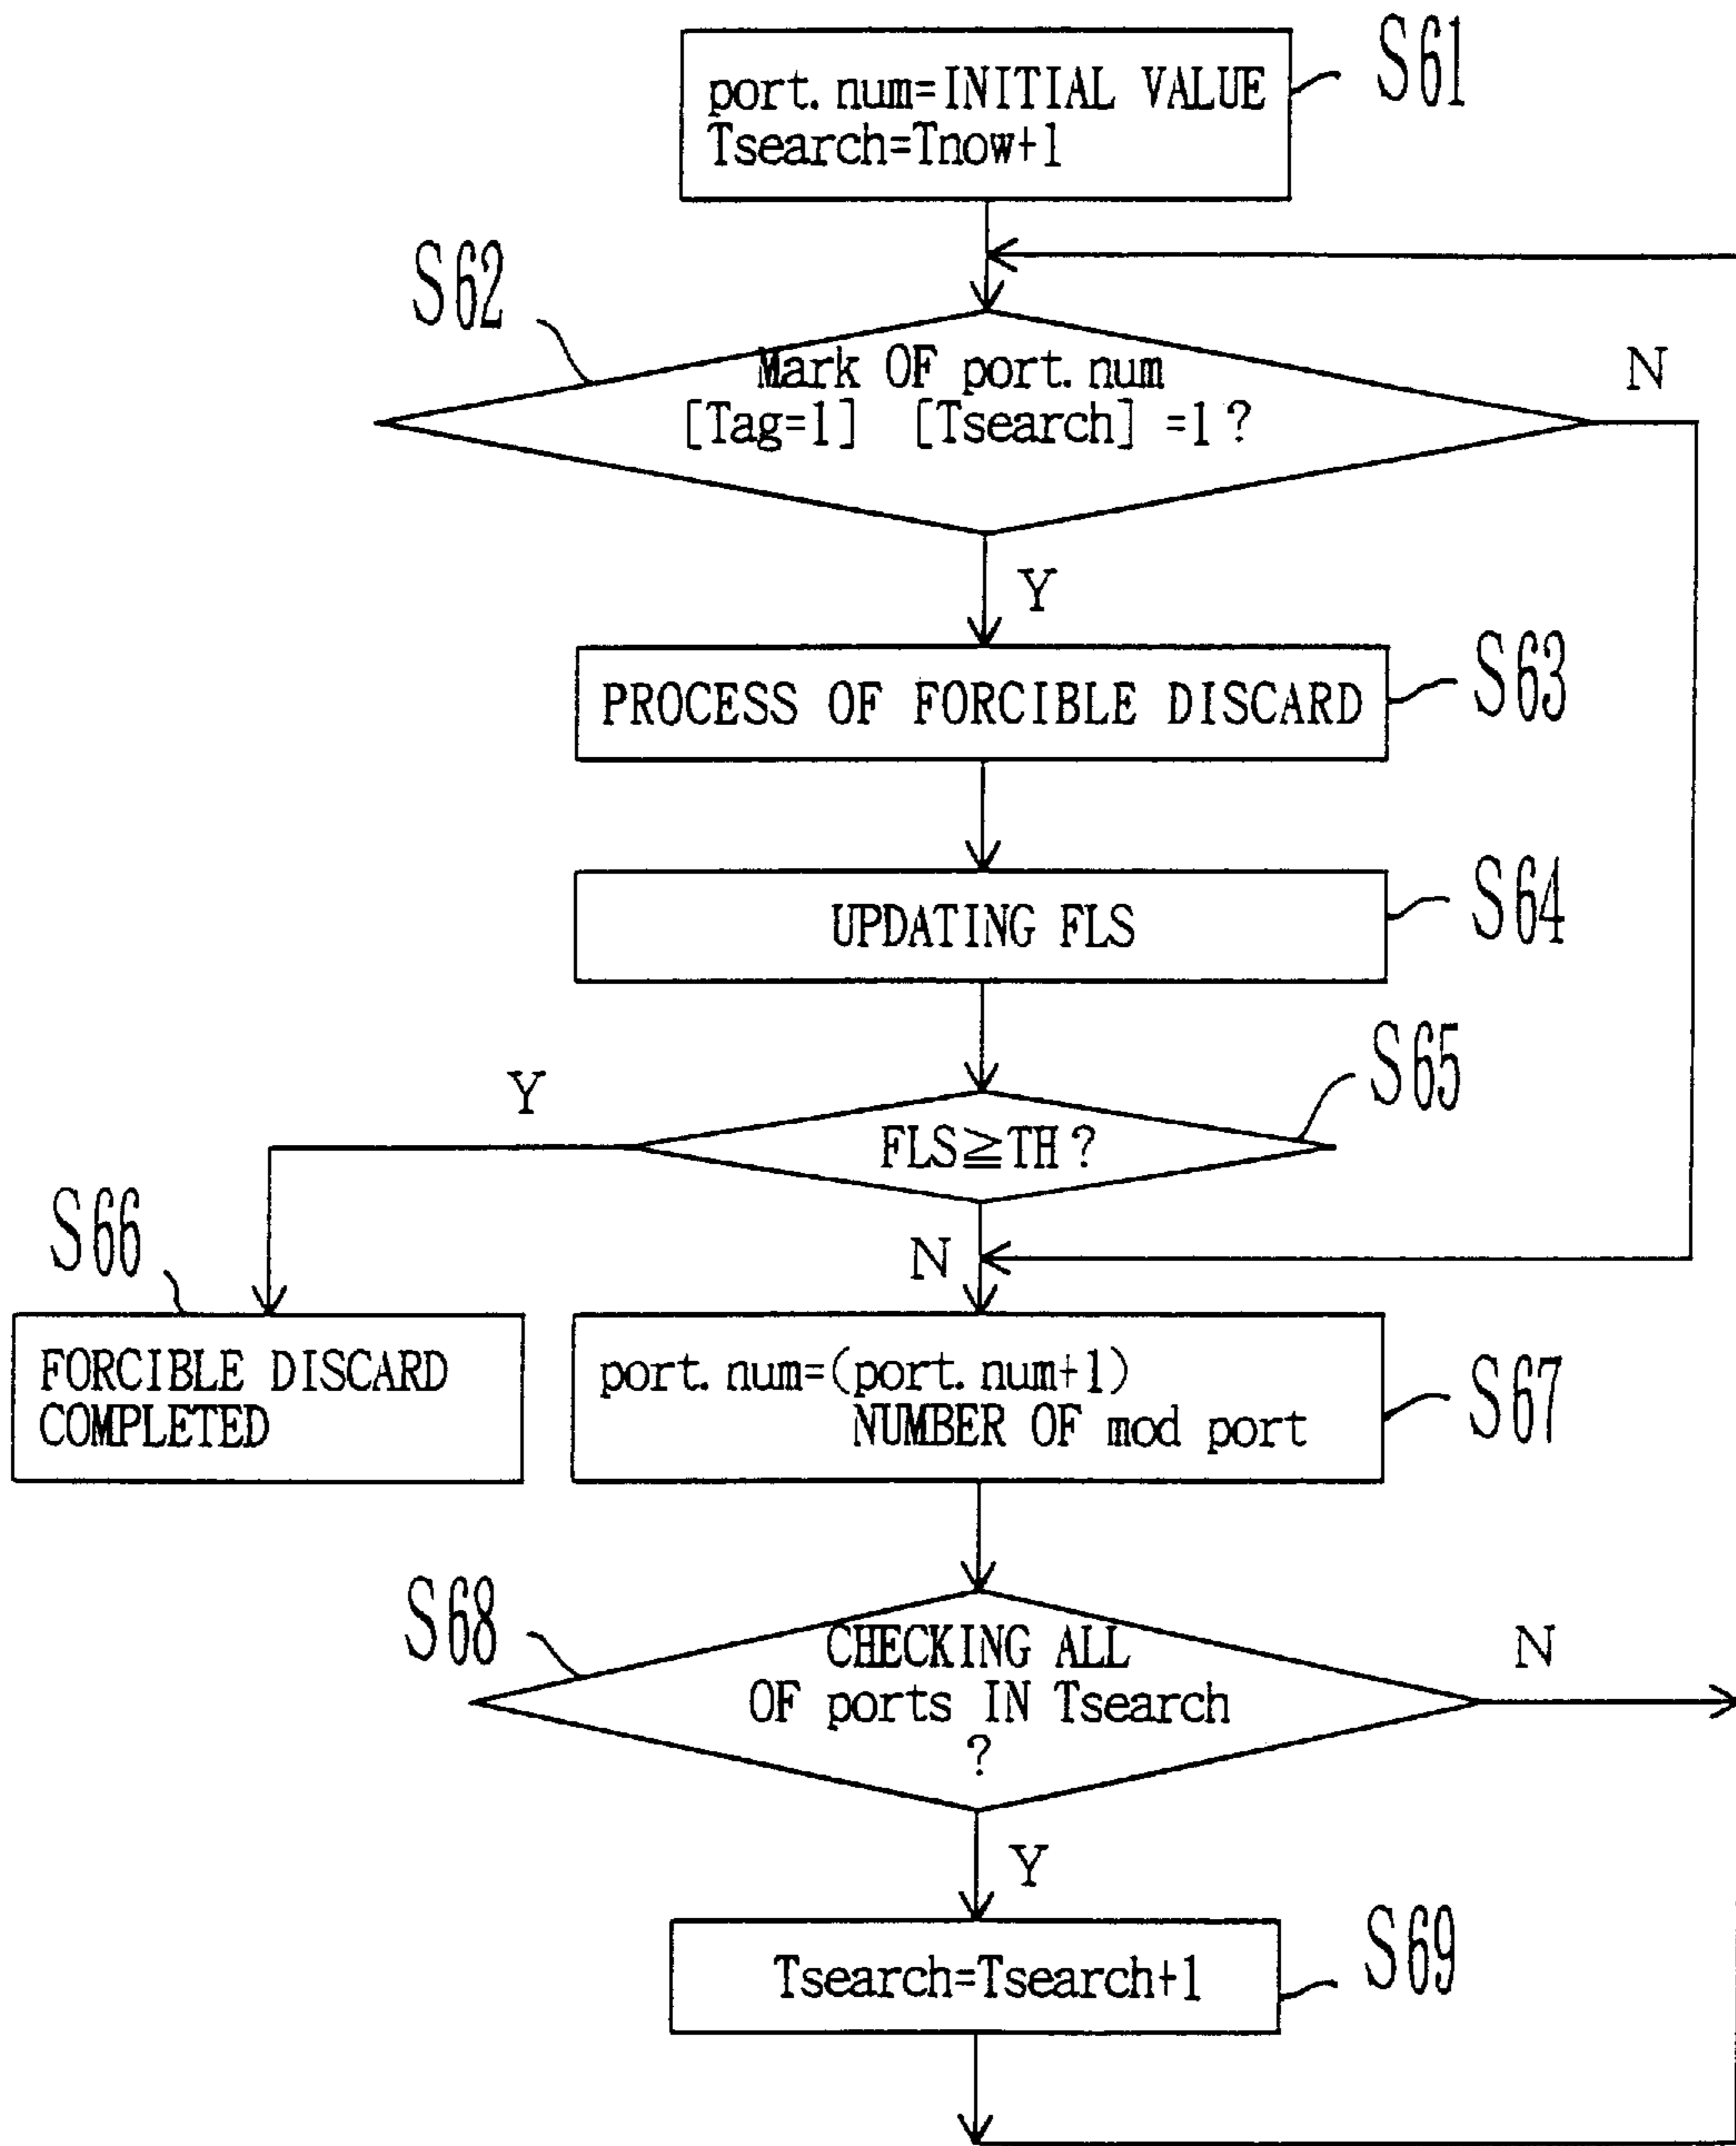 S61
port.num=INITIAL VALUE
Tsearch=Tnow+1
S62
Mark OF port.num
[Tag=1] [Tsearch] =1?
N
Y
S63
PROCESS OF FORCIBLE DISCARD
S64
UPDATING FLS
S65
Y
FLS≧TH?
S66
N
FORCIBLE DISCARD
COMPLETED
port.num=(port.num+1)
NUMBER OF mod port
S67
S68
CHECKING ALL
OF ports IN Tsearch
?
N
Y
S69
Tsearch=Tsearch+1